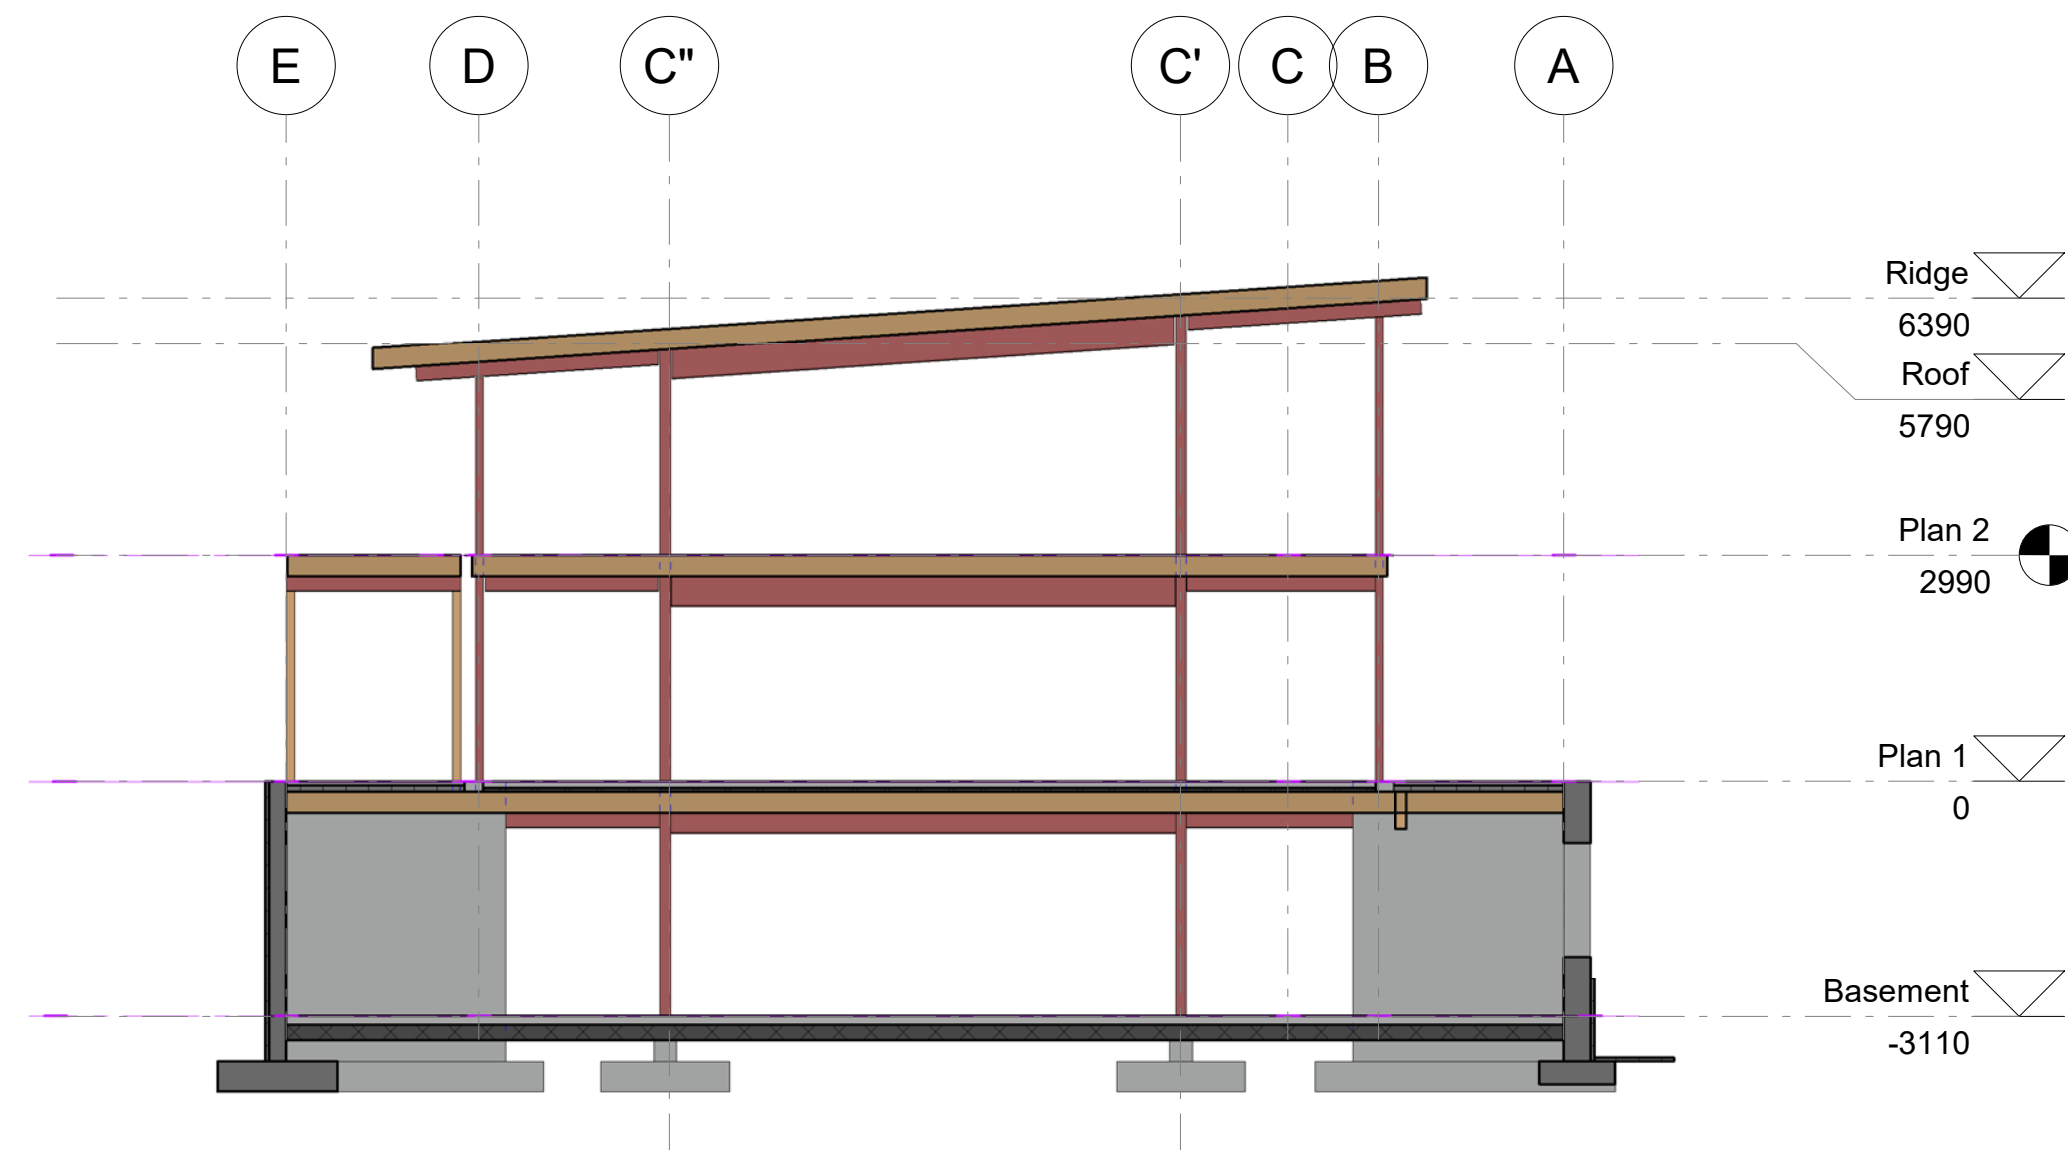 E D C" C' C B A
Ridge
6390
Roof
5790
Plan 2
2990
Plan 1
0
Basement
-3110